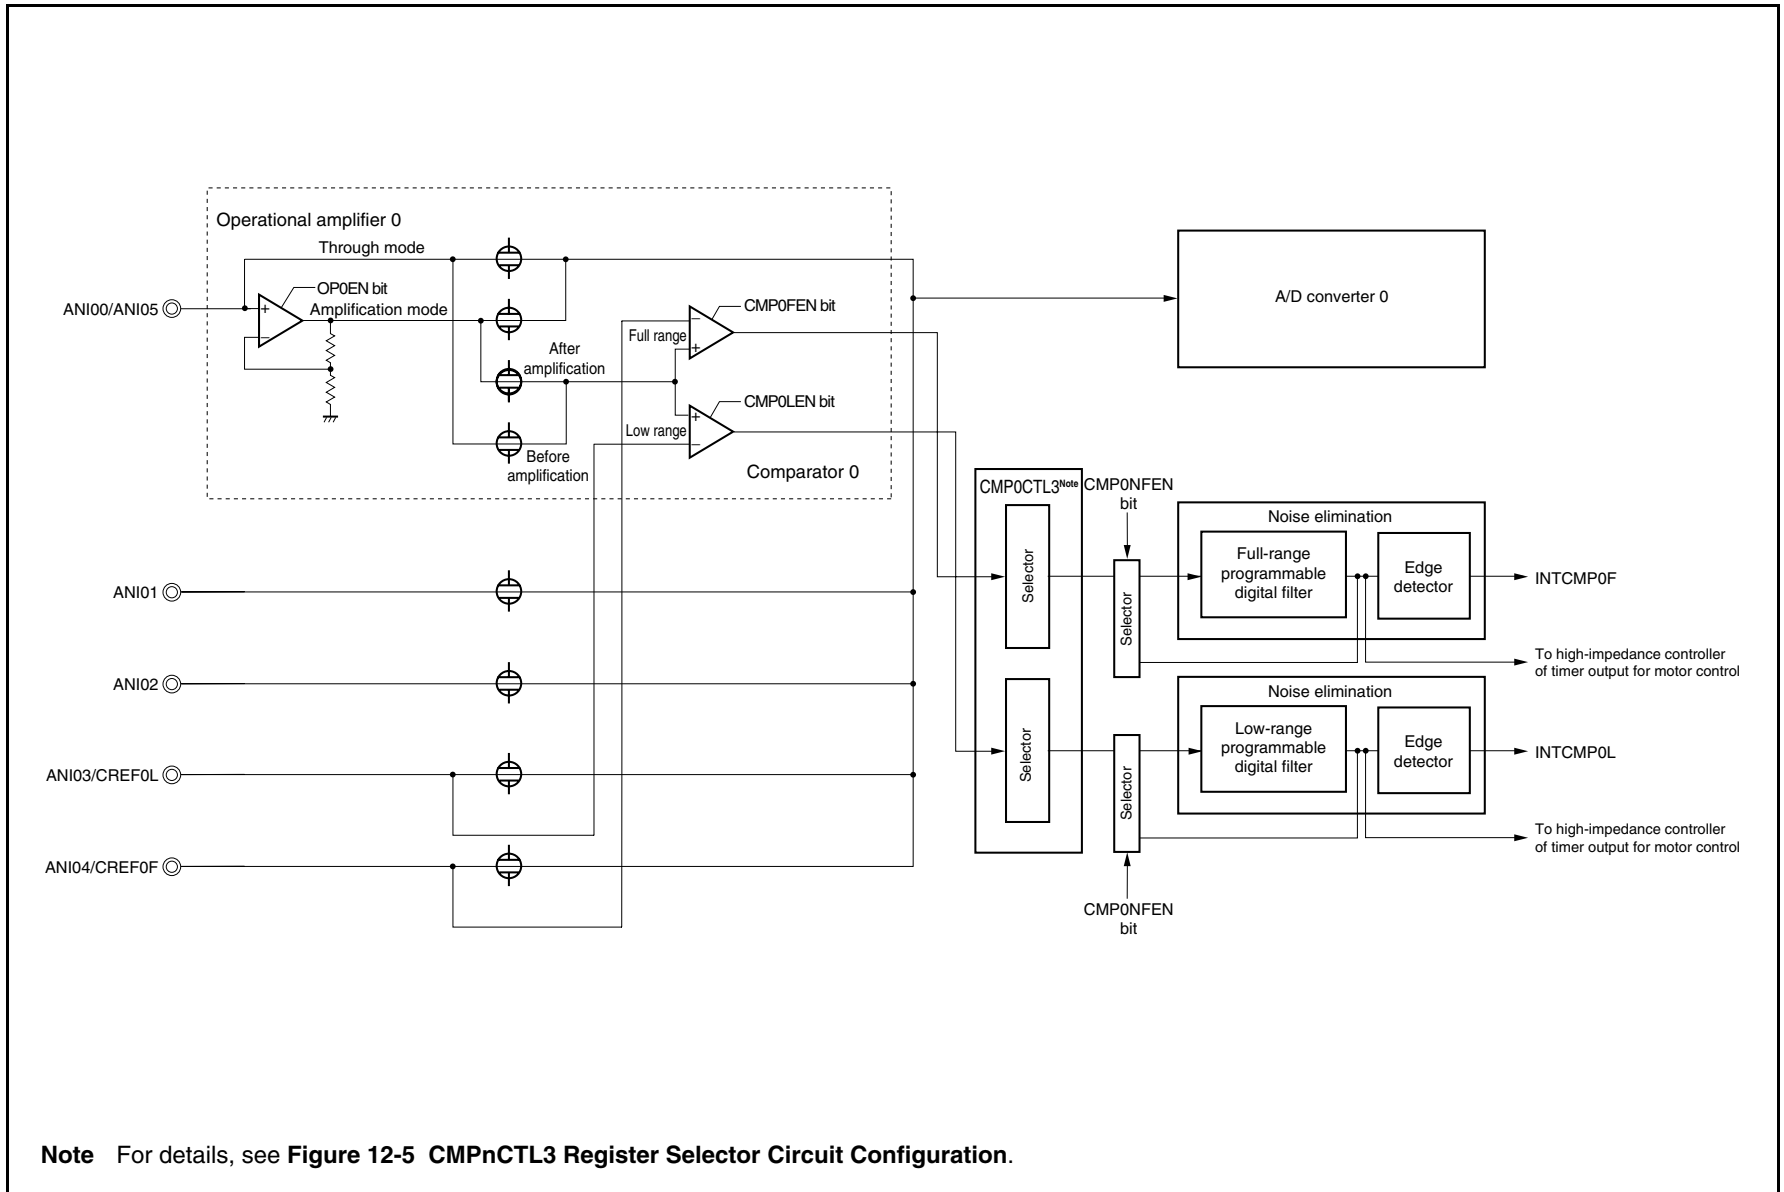 Operational amplifier 0
Through mode
OP0EN bit
Amplification mode
ANI00/ANI05
+
−
After
amplification
Before
amplification
Full range
−
+
CMP0FEN bit
Low range
+
−
CMP0LEN bit
Comparator 0
A/D converter 0
ANI01
ANI02
ANI03/CREF0L
ANI04/CREF0F
CMP0CTL3Note
Selector
Selector
CMP0NFEN
bit
Selector
Noise elimination
Full-range
programmable
digital filter
Edge
detector
INTCMP0F
To high-impedance controller
of timer output for motor control
Selector
Noise elimination
Low-range
programmable
digital filter
Edge
detector
INTCMP0L
To high-impedance controller
of timer output for motor control
CMP0NFEN
bit
Note For details, see Figure 12-5 CMPnCTL3 Register Selector Circuit Configuration.